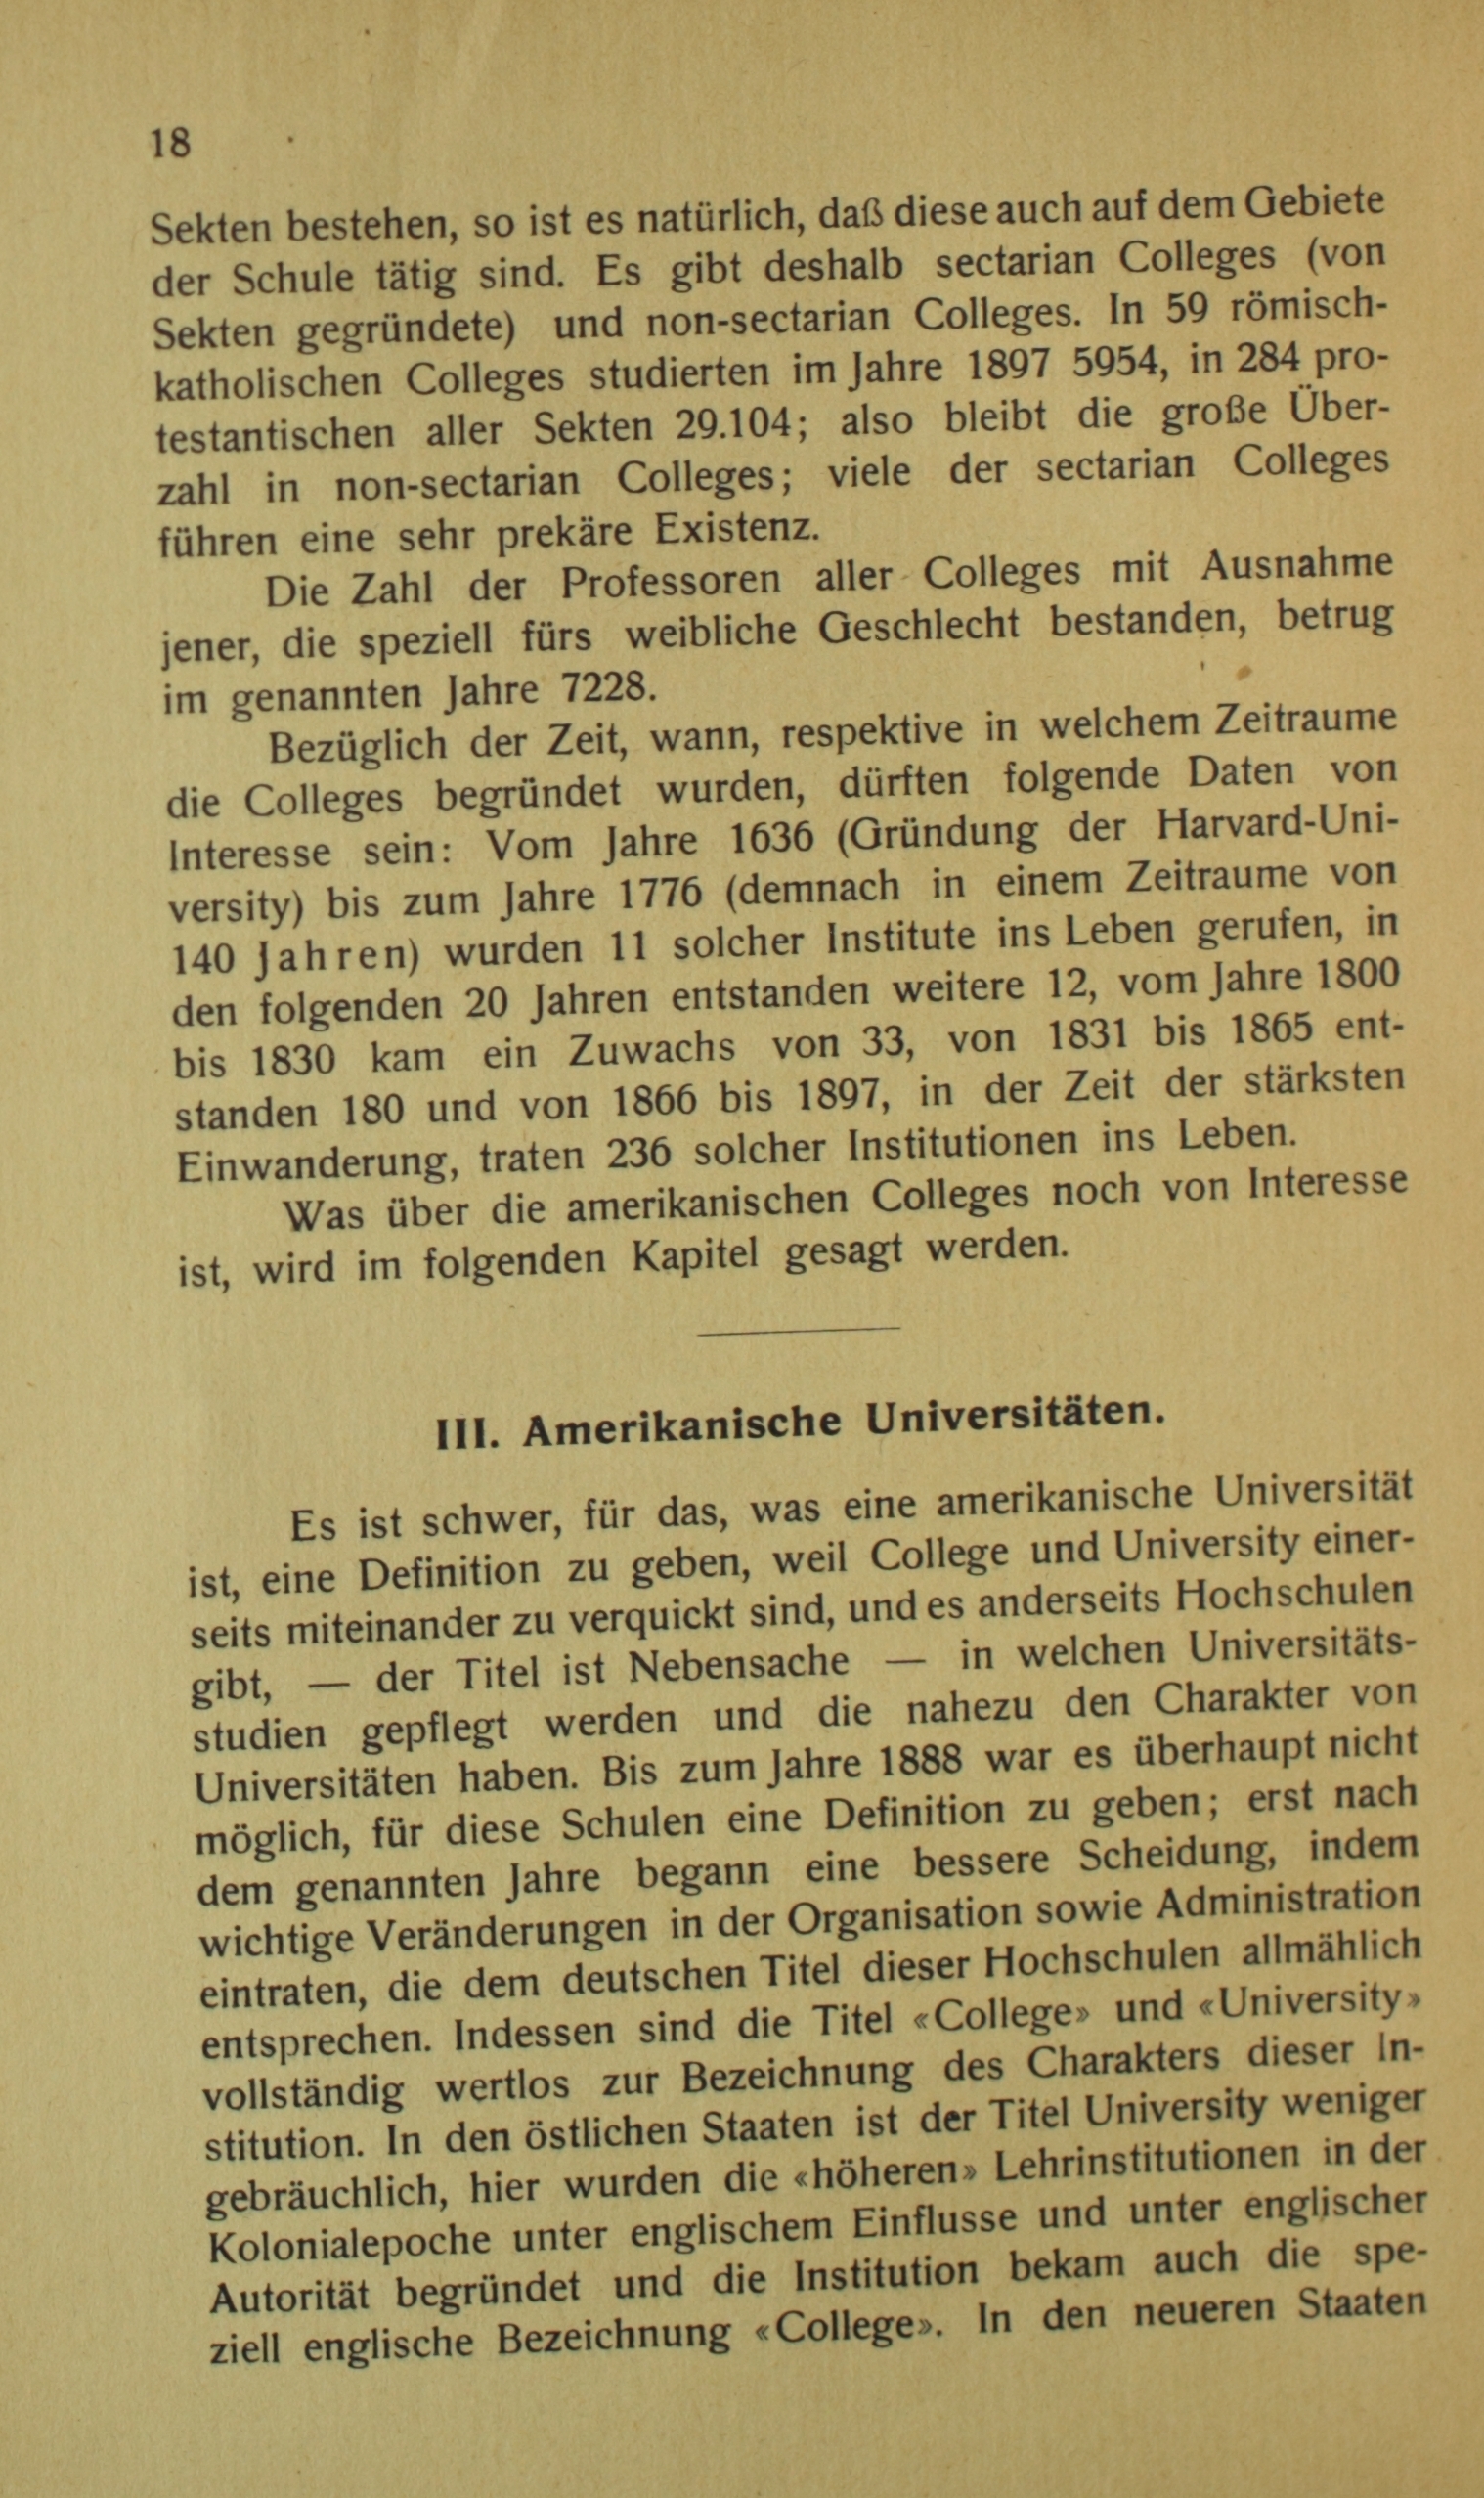 18
Sekten bestehen, so ist es natürlich, daß diese auch auf dem Gebiete
der Schule tätig sind. Es gibt deshalb sectarian Colleges (von
Sekten gegründete) und non-sectarian Colleges. In 59 römisch-
katholischen Colleges studierten im Jahre 1897 5954, in 284 pro-
testantischen aller Sekten 29.104; also bleibt die große Über-
zahl in non-sectarian Colleges; viele der sectarian Colleges
führen eine sehr prekäre Existenz.
Die Zahl der Professoren aller Colleges mit Ausnahme
jener, die speziell fürs weibliche Geschlecht bestanden, betrug
im genannten Jahre 7228.
Bezüglich der Zeit, wann, respektive in welchem Zeitraume
die Colleges begründet wurden, dürften folgende Daten von
Interesse sein: Vom Jahre 1636 (Gründung der Harvard-Uni-
versity) bis zum Jahre 1776 (demnach in einem Zeitraume von
140 Jahren) wurden 11 solcher Institute ins Leben gerufen, in
den folgenden 20 Jahren entstanden weitere 12, vom Jahre 1800
bis 1830 kam ein Zuwachs von 33, von 1831 bis 1865 ent-
standen 180 und von 1866 bis 1897, in der Zeit der stärksten
Einwanderung, traten 236 solcher Institutionen ins Leben.
Was über die amerikanischen Colleges noch von Interesse
ist, wird im folgenden Kapitel gesagt werden.
III. Amerikanische Universitäten.
Es ist schwer, für das, was eine amerikanische Universität
ist, eine Definition zu geben, weil College und University einer-
seits miteinander zu verquickt sind, und es anderseits Hochschulen
gibt, — der Titel ist Nebensache — in welchen Universitäts-
studien gepflegt werden und die nahezu den Charakter von
Universitäten haben. Bis zum Jahre 1888 war es überhaupt nicht
möglich, für diese Schulen eine Definition zu geben; erst nach
dem genannten Jahre begann eine bessere Scheidung, indem
wichtige Veränderungen in der Organisation sowie Administration
eintraten, die dem deutschen Titel dieser Hochschulen allmählich
entsprechen. Indessen sind die Titel «College» und «University»
vollständig wertlos zur Bezeichnung des Charakters dieser In-
stitution. In den östlichen Staaten ist der Titel University weniger
gebräuchlich, hier wurden die «höheren» Lehrinstitutionen in der
Kolonialepoche unter englischem Einflusse und unter englischer
Autorität begründet und die Institution bekam auch die spe-
ziell englische Bezeichnung «College». In den neueren Staaten